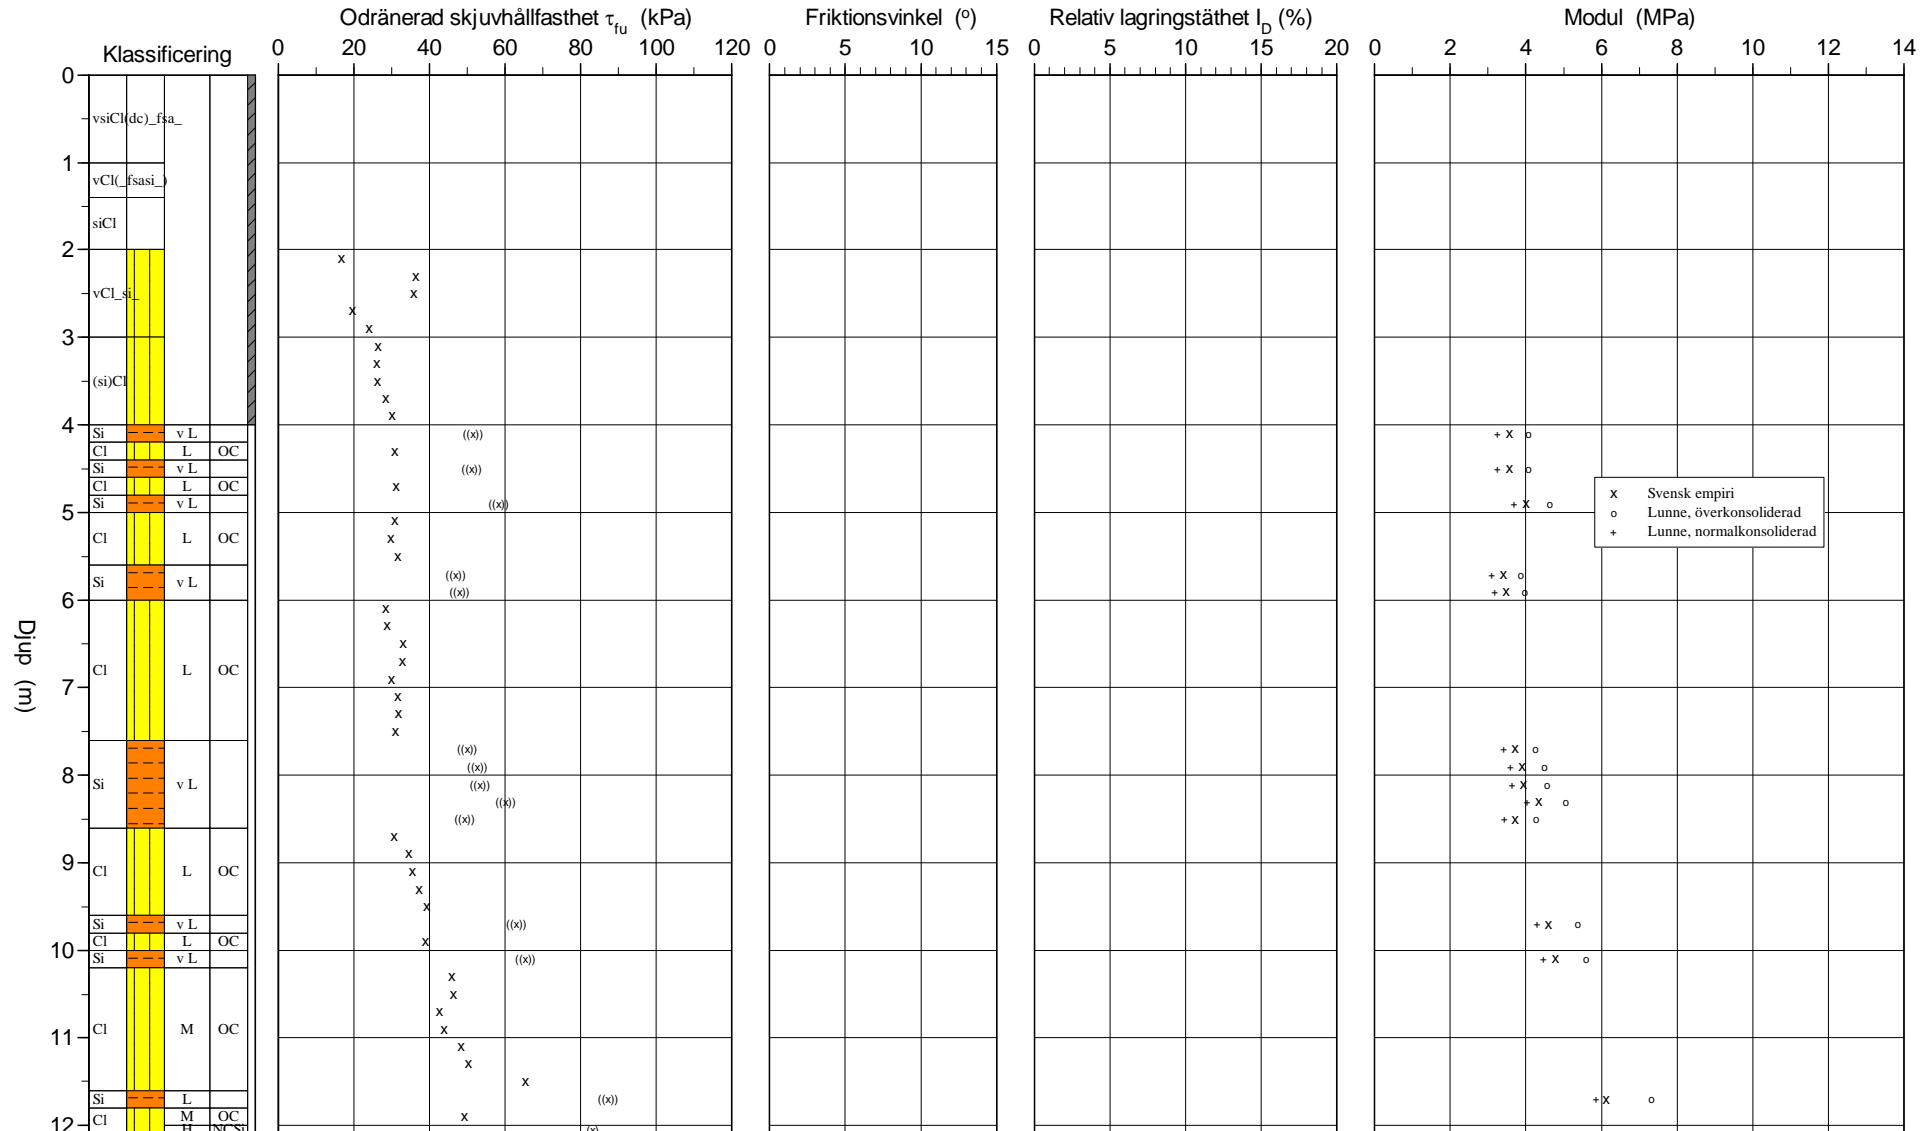 Odränerad skjuvhållfasthet τfu (kPa)
Friktionsvinkel (°)
Relativ lagringstäthet ID (%)
Modul (MPa)
Klassificering
0 20 40 60 80 100 120
0 5 10 15
0 5 10 15 20
0 2 4 6 8 10 12 14
0
vsiCl(dc)_fsa_
1
vCl(_fsasi_)
siCl
2
vCl_si_
3
(si)Cl
4
Si v L
Cl L OC
Si v L
Cl L OC
Si v L
5
Cl L OC
Si v L
6
Cl L OC
7
8
Si v L
9
Cl L OC
Si v L
Cl L OC
10
Si v L
11
Cl M OC
Si L
Cl M OC
12
H NCSi
Djup (m)
x Svensk empiri
o Lunne, överkonsoliderad
+ Lunne, normalkonsoliderad